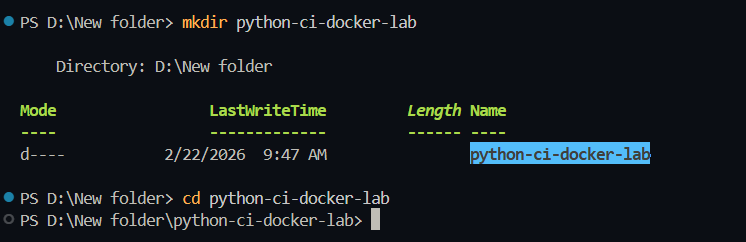 PS D:\New folder> mkdir python-ci-docker-lab
Directory: D:\New folder
Mode LastWriteTime Length Name
---- ------------- ------ ----
d---- 2/22/2026 9:47 AM python-ci-docker-lab
PS D:\New folder> cd python-ci-docker-lab
PS D:\New folder\python-ci-docker-lab>